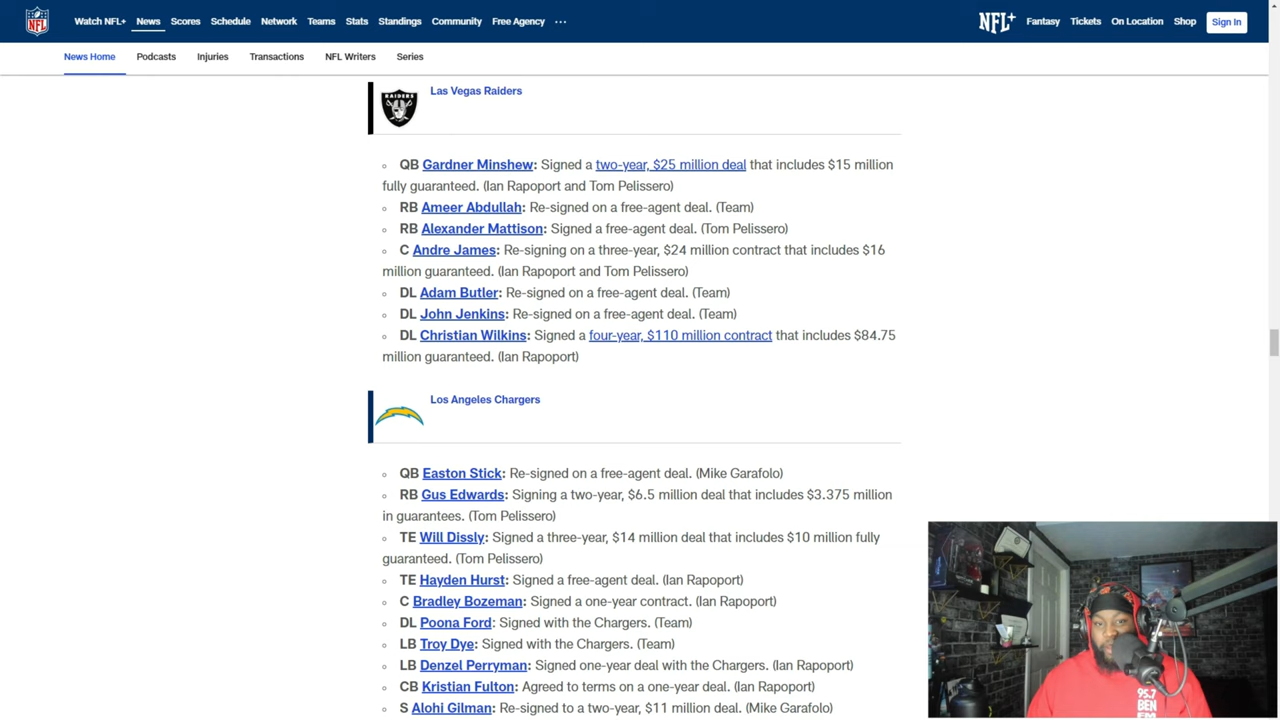 NFL
Watch NFL+ News Scores Schedule Network Teams Stats Standings Community Free Agency ...
NFL+ Fantasy Tickets On Location Shop Sign In
News Home Podcasts Injuries Transactions NFL Writers Series
RAIDERS
Las Vegas Raiders
QB Gardner Minshew: Signed a two-year, $25 million deal that includes $15 million
fully guaranteed. (Ian Rapoport and Tom Pelissero)
RB Ameer Abdullah: Re-signed on a free-agent deal. (Team)
RB Alexander Mattison: Signed a free-agent deal. (Tom Pelissero)
C Andre James: Re-signing on a three-year, $24 million contract that includes $16
million guaranteed. (Ian Rapoport and Tom Pelissero)
DL Adam Butler: Re-signed on a free-agent deal. (Team)
DL John Jenkins: Re-signed on a free-agent deal. (Team)
DL Christian Wilkins: Signed a four-year, $110 million contract that includes $84.75
million guaranteed. (Ian Rapoport)
Los Angeles Chargers
QB Easton Stick: Re-signed on a free-agent deal. (Mike Garafolo)
RB Gus Edwards: Signing a two-year, $6.5 million deal that includes $3.375 million
in guarantees. (Tom Pelissero)
TE Will Dissly: Signed a three-year, $14 million deal that includes $10 million fully
guaranteed. (Tom Pelissero)
TE Hayden Hurst: Signed a free-agent deal. (Ian Rapoport)
C Bradley Bozeman: Signed a one-year contract. (Ian Rapoport)
DL Poona Ford: Signed with the Chargers. (Team)
LB Troy Dye: Signed with the Chargers. (Team)
LB Denzel Perryman: Signed one-year deal with the Chargers. (Ian Rapoport)
CB Kristian Fulton: Agreed to terms on a one-year deal. (Ian Rapoport)
S Alohi Gilman: Re-signed to a two-year, $11 million deal. (Mike Garafolo)
95.7
BEN